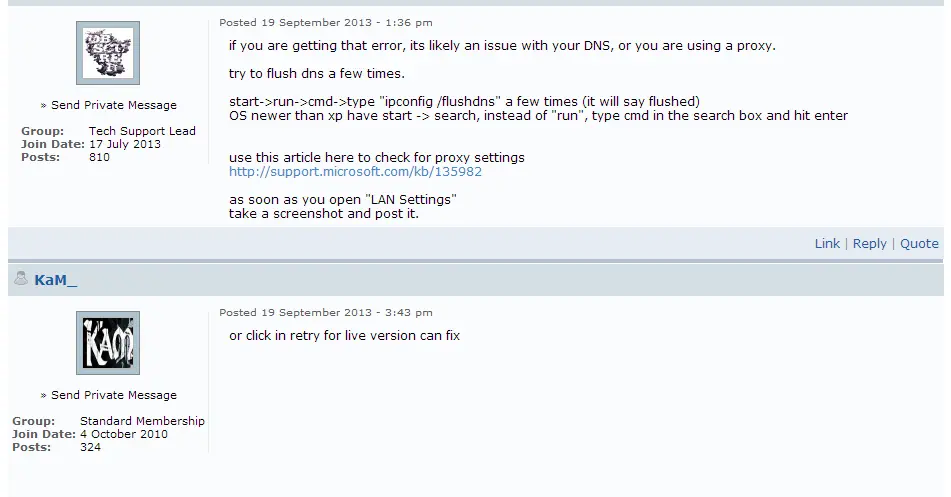 Posted 19 September 2013 - 1:36 pm
if you are getting that error, its likely an issue with your DNS, or you are using a proxy.
try to flush dns a few times.
start->run->cmd->type "ipconfig /flushdns" a few times (it will say flushed)
OS newer than xp have start -> search, instead of "run", type cmd in the search box and hit enter
use this article here to check for proxy settings
http://support.microsoft.com/kb/135982
as soon as you open "LAN Settings"
take a screenshot and post it.
» Send Private Message
Group: Tech Support Lead
Join Date: 17 July 2013
Posts: 810
Link | Reply | Quote
KaM_
Posted 19 September 2013 - 3:43 pm
or click in retry for live version can fix
KAM
» Send Private Message
Group: Standard Membership
Join Date: 4 October 2010
Posts: 324